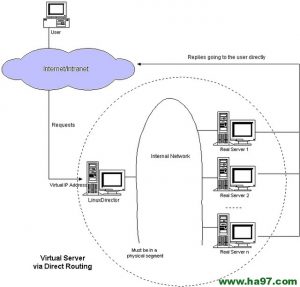 User
Internet/Intranet
Replies going to the user directly
Requests
Internal Network
Real Server 1
Virtual IP Address
LinuxDirector
Real Server 2
......
Real Server n
Virtual Server
via Direct Routing
Must be in a
physical segment
www.ha97.com